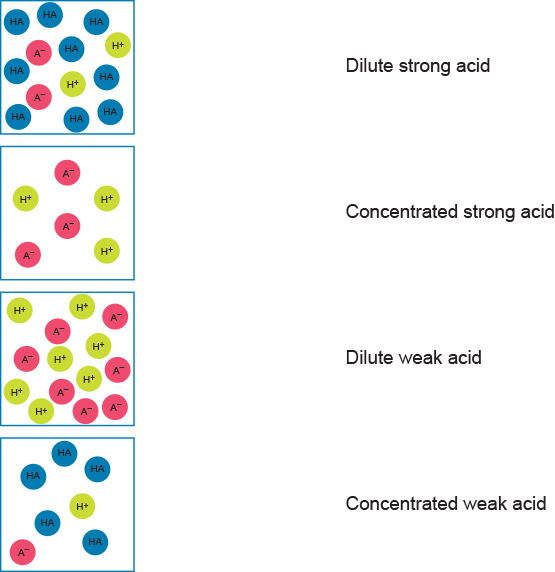 HA HA HA
A⁻ HA H⁺
HA H⁺ HA
A⁻
HA HA HA
Dilute strong acid
A⁻
H⁺ H⁺
A⁻
A⁻ H⁺
Concentrated strong acid
H⁺ H⁺ A⁻
A⁻ H⁺
A⁻ H⁺ A⁻
H⁺ A⁻ H⁺
H⁺ A⁻ A⁻
Dilute weak acid
HA
HA HA
H⁺
HA
A⁻ HA
Concentrated weak acid